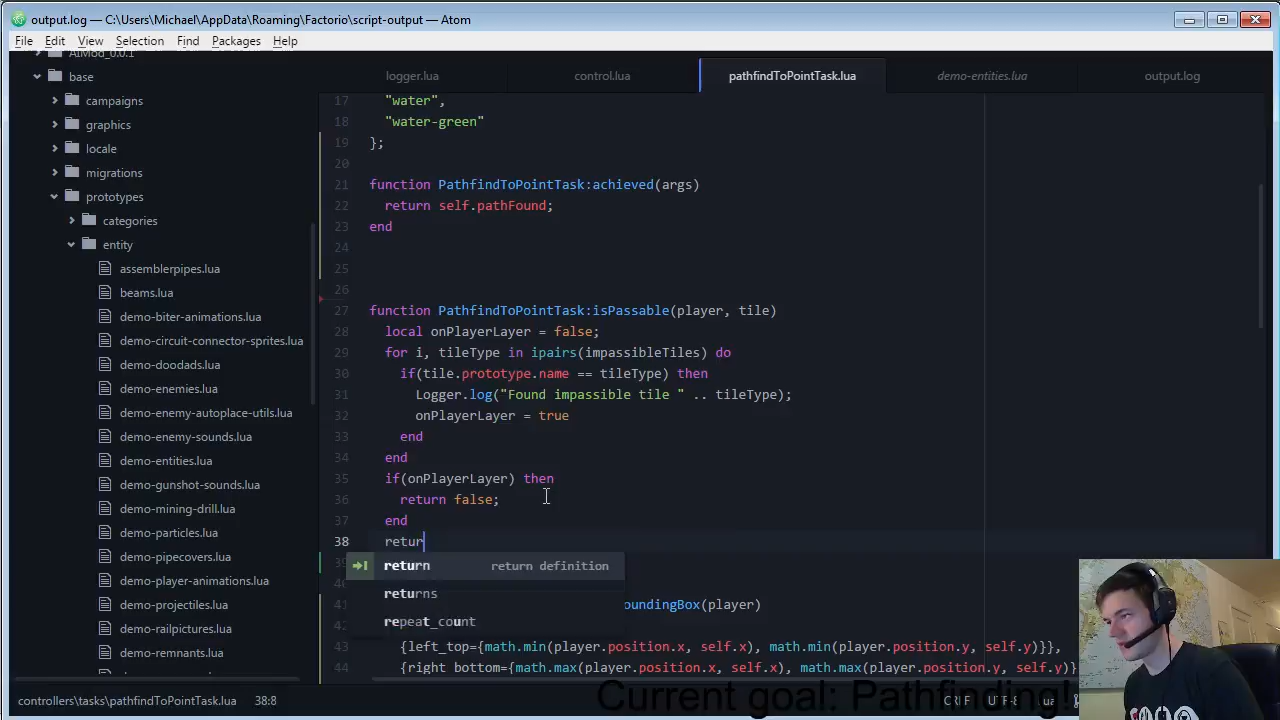 output.log — C:\Users\Michael\AppData\Roaming\Factorio\script-output — Atom
File Edit View Selection Find Packages Help
AIMod_0.0.1
base
campaigns
graphics
locale
migrations
prototypes
categories
entity
assemblerpipes.lua
beams.lua
demo-biter-animations.lua
demo-circuit-connector-sprites.lua
demo-doodads.lua
demo-enemies.lua
demo-enemy-autoplace-utils.lua
demo-enemy-sounds.lua
demo-entities.lua
demo-gunshot-sounds.lua
demo-mining-drill.lua
demo-particles.lua
demo-pipecovers.lua
demo-player-animations.lua
demo-projectiles.lua
demo-railpictures.lua
demo-remnants.lua
logger.lua control.lua pathfindToPointTask.lua demo-entities.lua output.log
17 "water",
18 "water-green"
19 };
20
21 function PathfindToPointTask:achieved(args)
22 return self.pathFound;
23 end
24
25
26
27 function PathfindToPointTask:isPassable(player, tile)
28 local onPlayerLayer = false;
29 for i, tileType in ipairs(impassibleTiles) do
30 if(tile.prototype.name == tileType) then
31 Logger.log("Found impassible tile " .. tileType);
32 onPlayerLayer = true
33 end
34 end
35 if(onPlayerLayer) then
36 return false;
37 end
38 retur
return return definition
returns
repeat_count
41 oundingBox(player)
43 {left_top={math.min(player.position.x, self.x), math.min(player.position.y, self.y)}},
44 {right_bottom={math.max(player.position.x, self.x), math.max(player.position.y, self.y)}
controllers\tasks\pathfindToPointTask.lua 38:8 CRLF UTF-8 Lua
Current goal: Pathfinding!